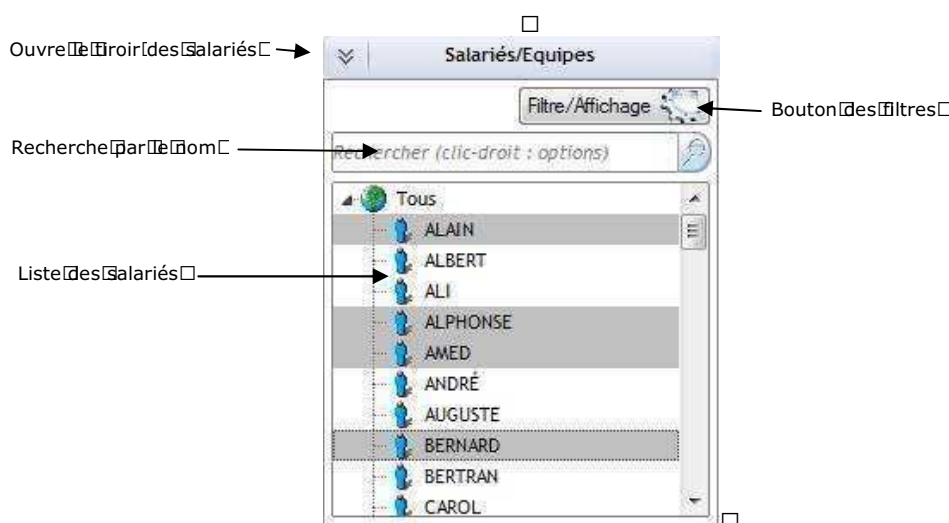 Ouvre le tiroir des salariés
Salariés/Equipes
Filtre/Affichage
Bouton des filtres
Recherche par le nom
Rechercher (clic-droit : options)
Tous
ALAIN
ALBERT
Liste des salariés
ALI
ALPHONSE
AMED
ANDRÉ
AUGUSTE
BERNARD
BERTRAN
CAROL